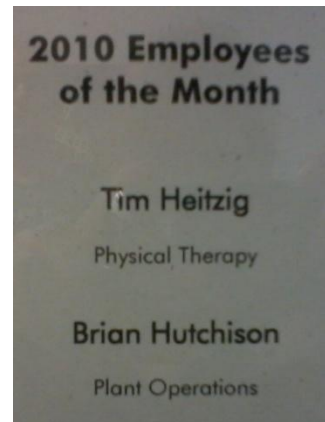 2010 Employees
of the Month
Tim Heitzig
Physical Therapy
Brian Hutchison
Plant Operations